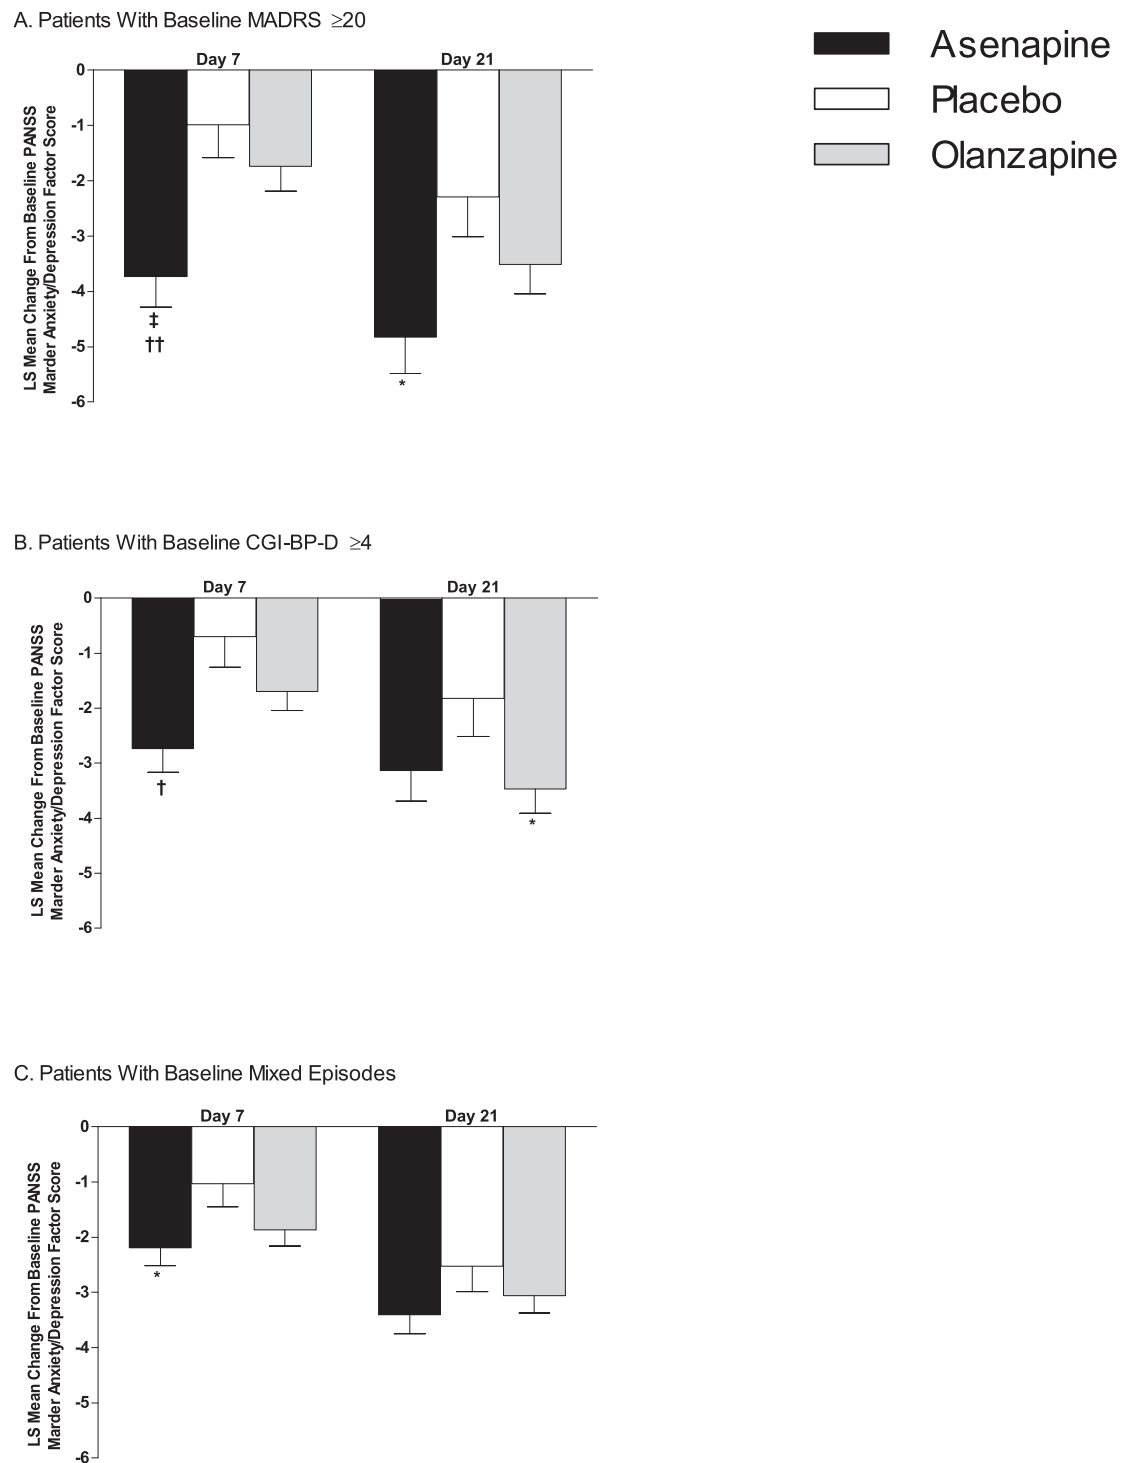 A. Patients With Baseline MADRS ≥20
Asenapine
Placebo
Olanzapine
Day 7
Day 21
LS Mean Change From Baseline PANSS
Marder Anxiety/Depression Factor Score
0
-1
-2
-3
-4
-5
-6
‡
††
*
B. Patients With Baseline CGI-BP-D ≥4
Day 7
Day 21
LS Mean Change From Baseline PANSS
Marder Anxiety/Depression Factor Score
0
-1
-2
-3
-4
-5
-6
†
*
C. Patients With Baseline Mixed Episodes
Day 7
Day 21
LS Mean Change From Baseline PANSS
Marder Anxiety/Depression Factor Score
0
-1
-2
-3
-4
-5
-6
*